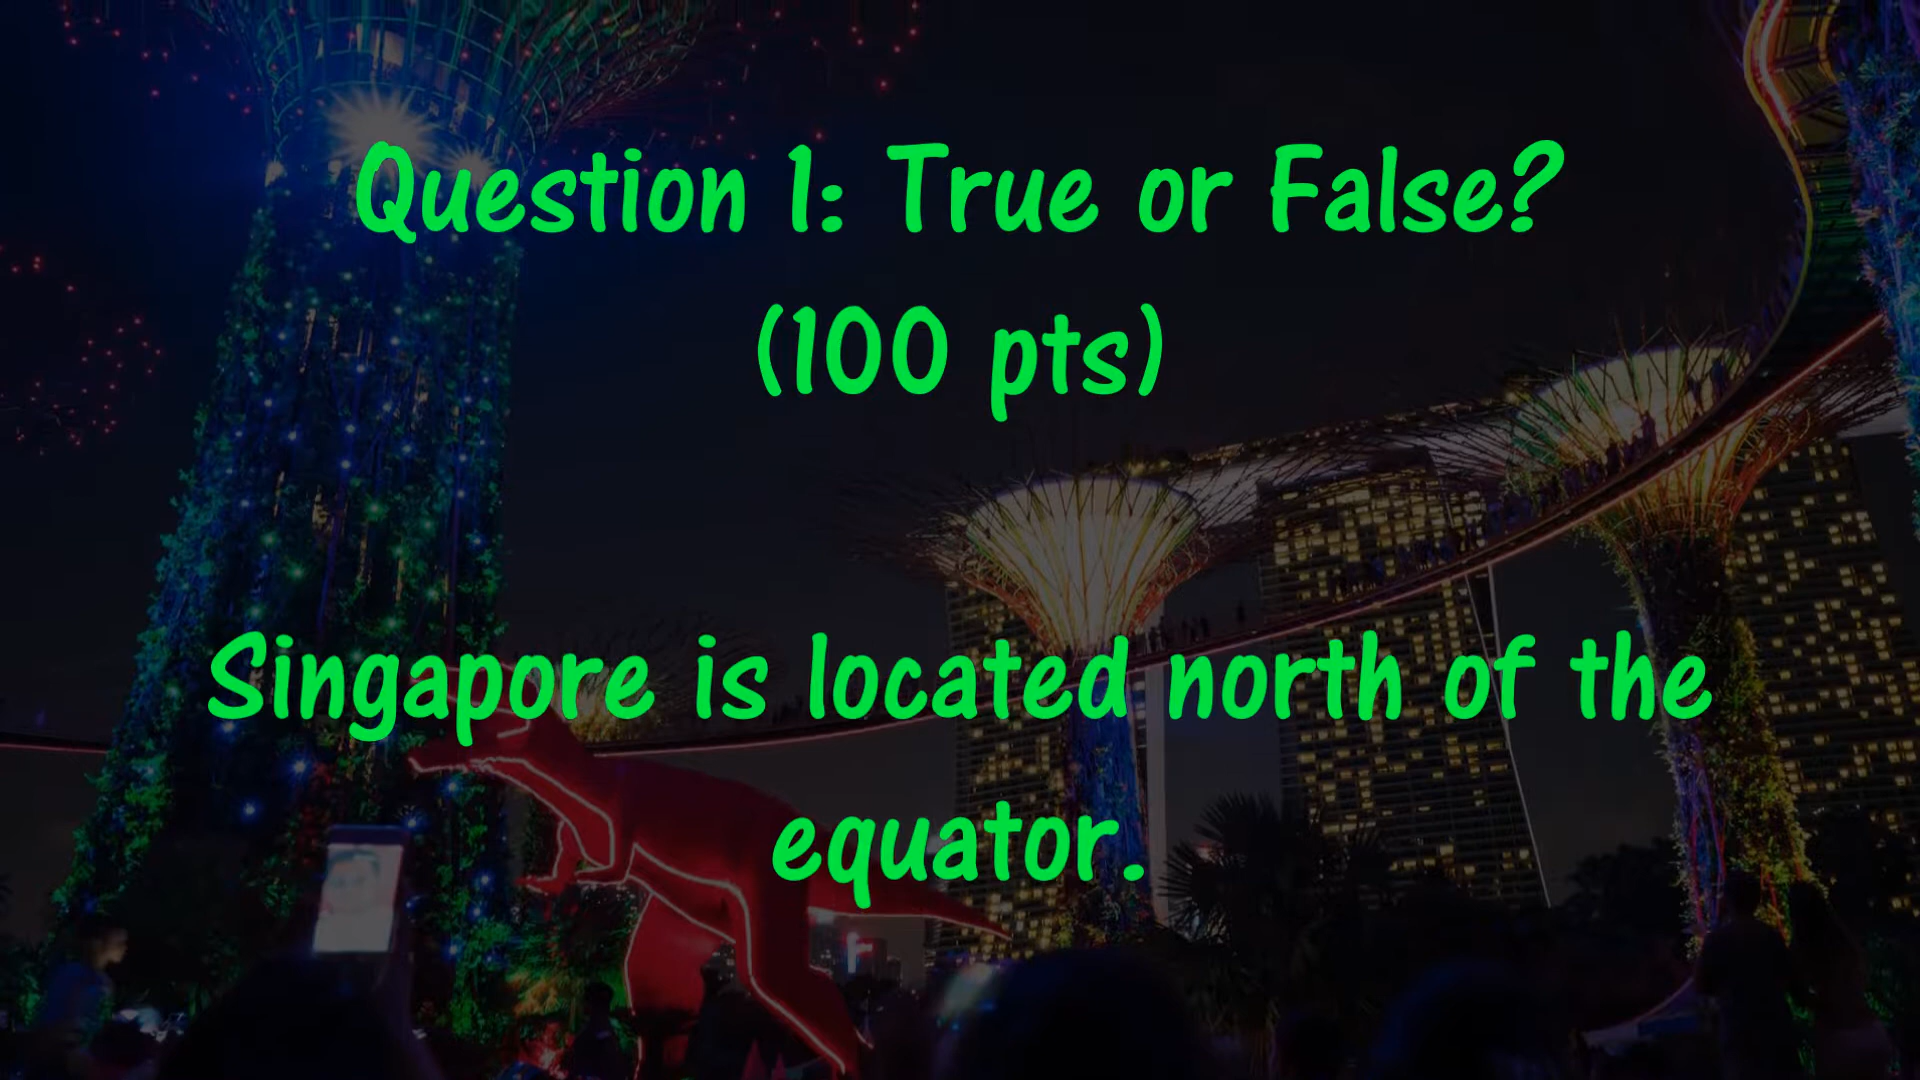 Question 1: True or False?
(100 pts)
Singapore is located north of the
equator.